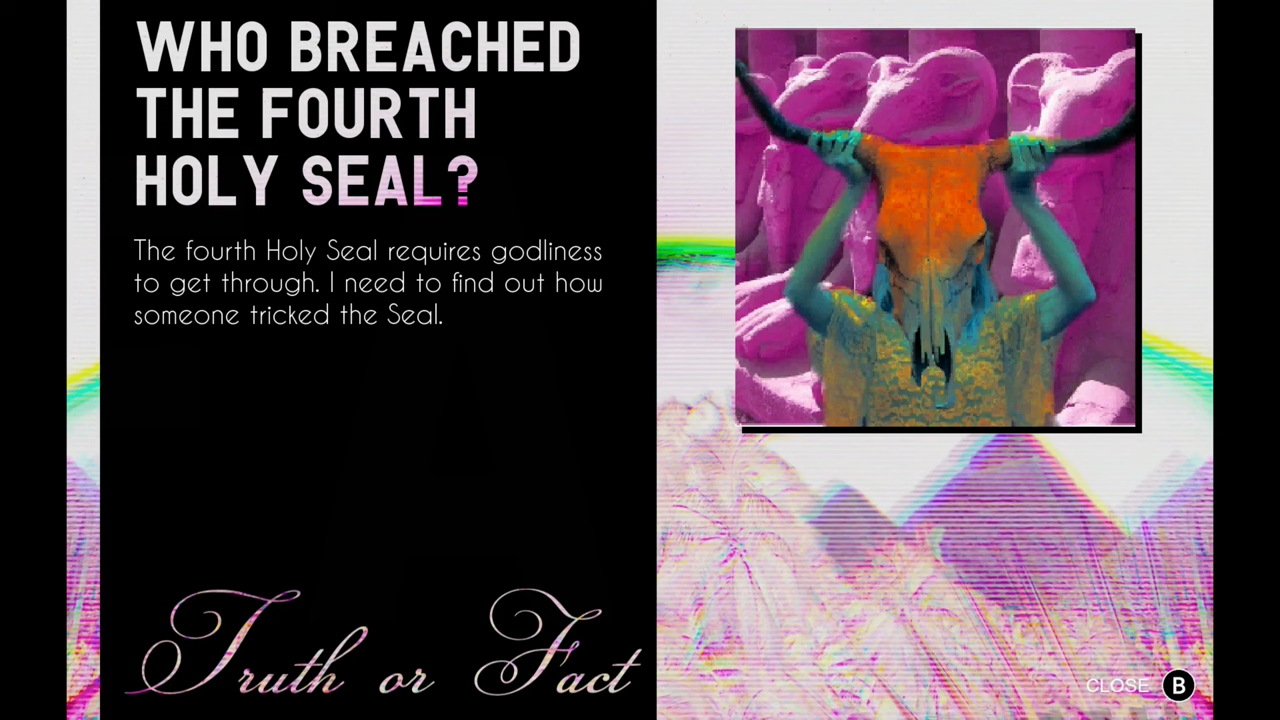 WHO BREACHED
THE FOURTH
HOLY SEAL?
The fourth Holy Seal requires godliness
to get through. I need to find out how
someone tricked the Seal.
Truth or Fact
CLOSE B